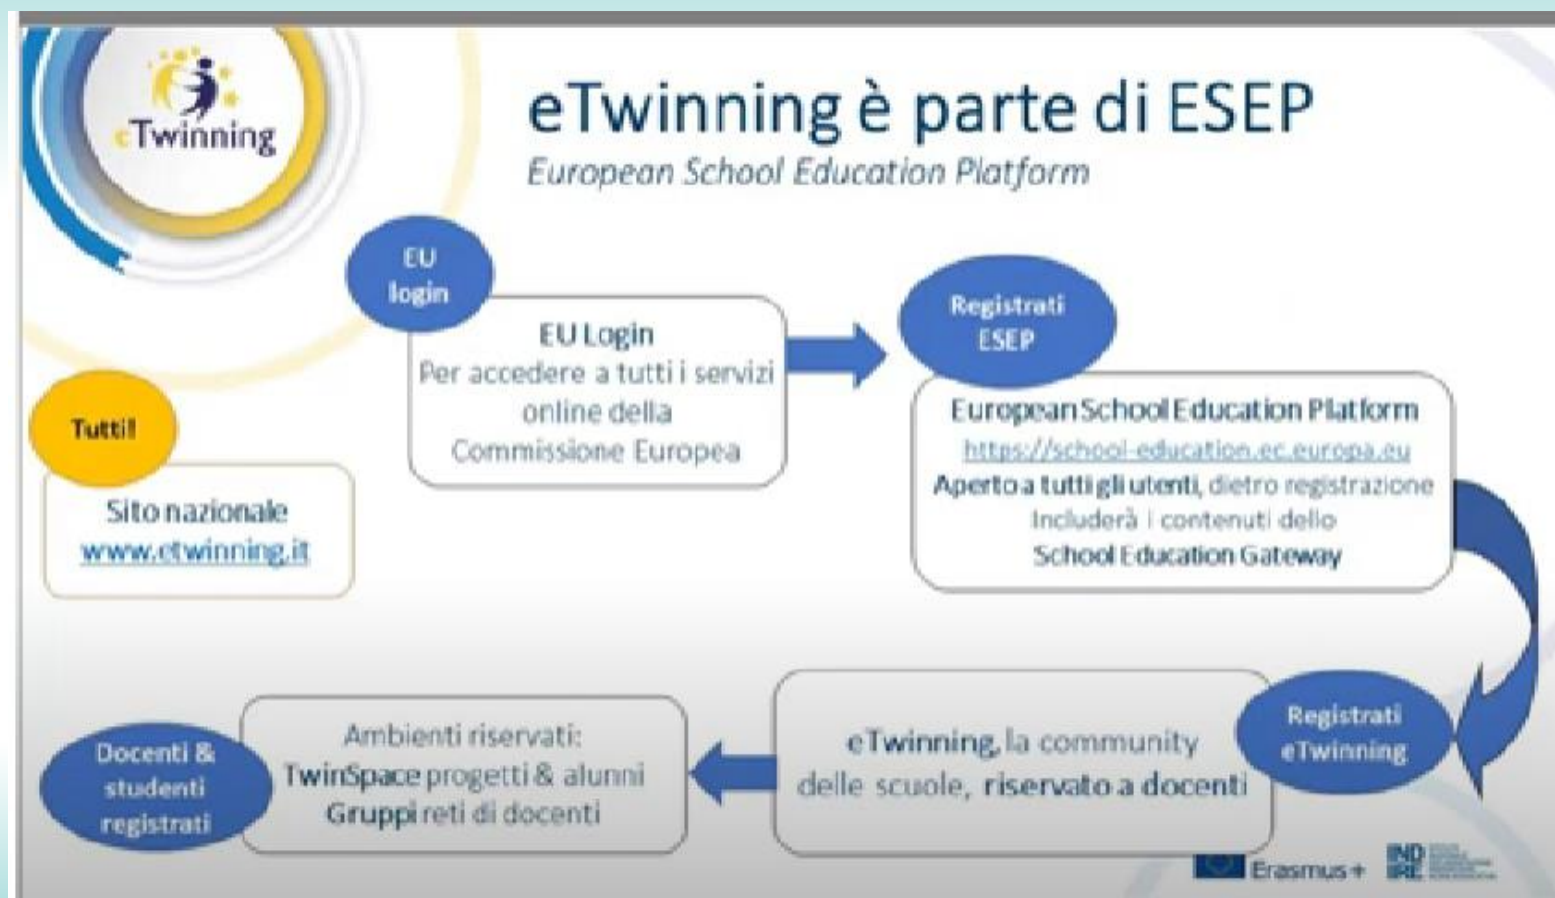 eTwinning
eTwinning è parte di ESEP
European School Education Platform
EU
login
EU Login
Per accedere a tutti i servizi
online della
Commissione Europea
Registrati
ESEP
European School Education Platform
https://school-education.ec.europa.eu
Aperto a tutti gli utenti, dietro registrazione
Includerà i contenuti dello
School Education Gateway
Tutti!
Sito nazionale
www.etwinning.it
Registrati
eTwinning
eTwinning, la community
delle scuole, riservato a docenti
Ambienti riservati:
TwinSpace progetti & alunni
Gruppi reti di docenti
Docenti &
studenti
registrati
Erasmus+
IND
IRE